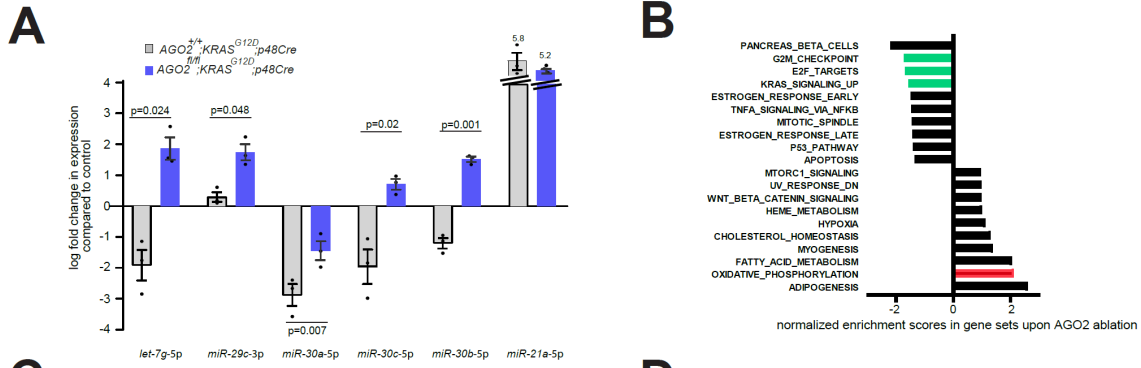 A
AGO2+/+;KRASG12D;p48Cre
AGO2fl/fl;KRASG12D;p48Cre
log fold change in expression
compared to control
4
3
2
1
0
-1
-2
-3
-4
p=0.024
p=0.048
p=0.007
p=0.02
p=0.001
5.8
5.2
let-7g-5p
miR-29c-3p
miR-30a-5p
miR-30c-5p
miR-30b-5p
miR-21a-5p
B
PANCREAS_BETA_CELLS
G2M_CHECKPOINT
E2F_TARGETS
KRAS_SIGNALING_UP
ESTROGEN_RESPONSE_EARLY
TNFA_SIGNALING_VIA_NFKB
MITOTIC_SPINDLE
ESTROGEN_RESPONSE_LATE
P53_PATHWAY
APOPTOSIS
MTORC1_SIGNALING
UV_RESPONSE_DN
WNT_BETA_CATENIN_SIGNALING
HEME_METABOLISM
HYPOXIA
CHOLESTEROL_HOMEOSTASIS
MYOGENESIS
FATTY_ACID_METABOLISM
OXIDATIVE_PHOSPHORYLATION
ADIPOGENESIS
-2
0
2
normalized enrichment scores in gene sets upon AGO2 ablation